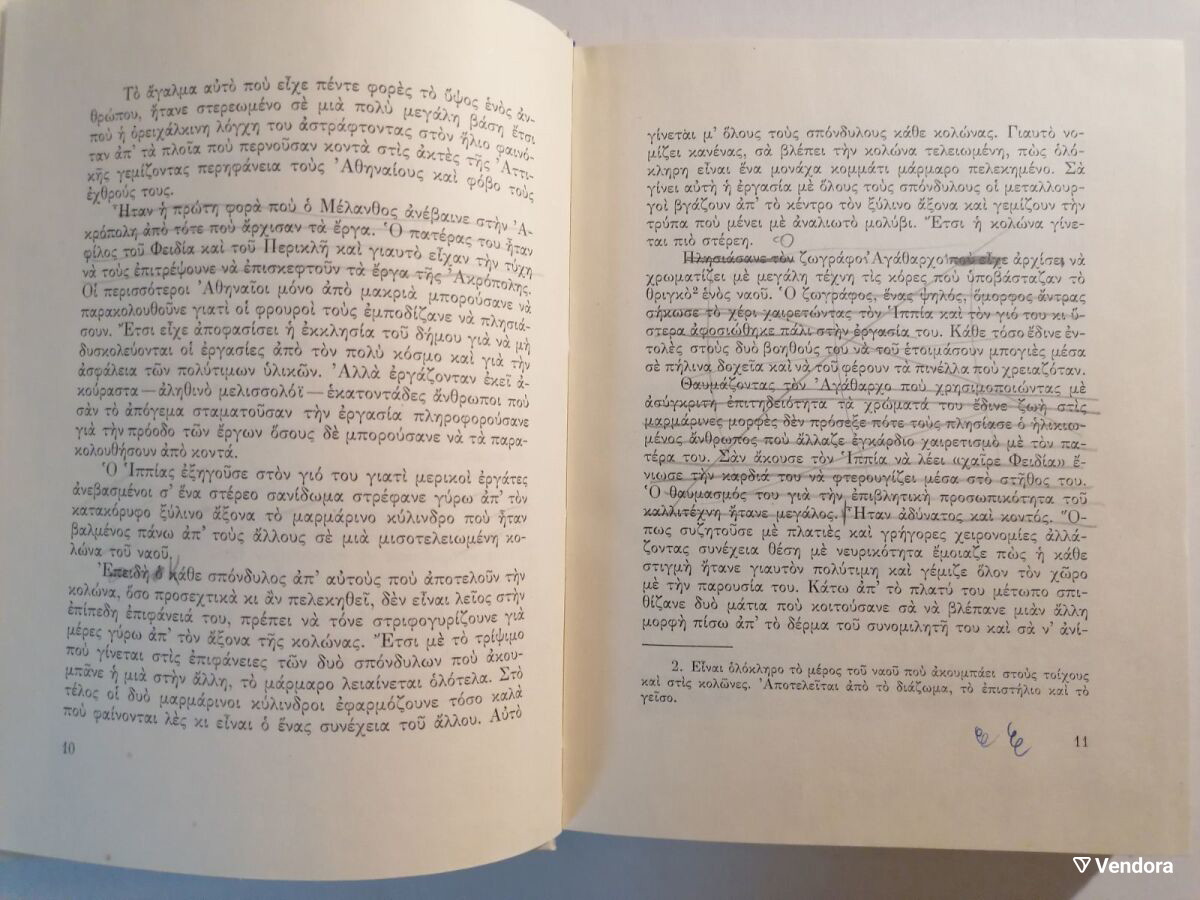 Τὸ ἄγαλμα αὐτὸ ποὺ εἶχε πέντε φορὲς τὸ ὕψος ἑνὸς ἀν-
θρώπου, ἤτανε στερεωμένο σὲ μιὰ πολὺ μεγάλη βάση ἔτσι
ποὺ ἡ ὀρειχάλκινη λόγχη του ἀστράφτοντας στὸν ἥλιο φαινό-
ταν ἀπ' τὰ πλοῖα ποὺ περνοῦσαν κοντὰ στὶς ἀκτὲς τῆς Ἀττι-
κῆς γεμίζοντας περηφάνεια τοὺς Ἀθηναίους καὶ φόβο τοὺς
ἐχθρούς τους.
Ἦταν ἡ πρώτη φορὰ ποὺ ὁ Μέλανθος ἀνέβαινε στὴν Ἀ-
κρόπολη ἀπὸ τότε ποὺ ἄρχισαν τὰ ἔργα. Ὁ πατέρας του ἦταν
φίλος τοῦ Φειδία καὶ τοῦ Περικλῆ καὶ γιαυτὸ εἶχαν τὴν τύχη
νὰ τοὺς ἐπιτρέψουνε νὰ ἐπισκεφτοῦν τὰ ἔργα τῆς Ἀκρόπολης.
Οἱ περισσότεροι Ἀθηναῖοι μόνο ἀπὸ μακριὰ μπορούσανε νὰ
παρακολουθοῦνε γιατὶ οἱ φρουροὶ τοὺς ἐμποδίζανε νὰ πλησιά-
σουν. Ἔτσι εἶχε ἀποφασίσει ἡ ἐκκλησία τοῦ δήμου γιὰ νὰ μὴ
δυσκολεύονται οἱ ἐργασίες ἀπὸ τὸν πολὺ κόσμο καὶ γιὰ τὴν
ἀσφάλεια τῶν πολύτιμων ὑλικῶν. Ἀλλὰ ἐργάζονταν ἐκεῖ ἀ-
κούραστα — ἀληθινὸ μελισσολόϊ — ἑκατοντάδες ἄνθρωποι ποὺ
σὰν τὸ ἀπόγεμα σταματοῦσαν τὴν ἐργασία πληροφορούσανε
γιὰ τὴν πρόοδο τῶν ἔργων ὅσους δὲ μπορούσανε νὰ τὰ παρα-
κολουθήσουν ἀπὸ κοντά.
Ὁ Ἱππίας ἐξηγοῦσε στὸν γιό του γιατὶ μερικοὶ ἐργάτες
ἀνεβασμένοι σ' ἕνα στέρεο σανίδωμα στρέφανε γύρω ἀπ' τὸν
κατακόρυφο ξύλινο ἄξονα τὸ μαρμάρινο κύλινδρο ποὺ ἦταν
βαλμένος πάνω ἀπ' τοὺς ἄλλους σὲ μιὰ μισοτελειωμένη κο-
λώνα τοῦ ναοῦ.
Ἐπειδὴ ὁ κάθε σπόνδυλος ἀπ' αὐτοὺς ποὺ ἀποτελοῦν τὴν
κολώνα, ὅσο προσεχτικὰ κι ἂν πελεκηθεῖ, δὲν εἶναι λεῖος στὴν
ἐπίπεδη ἐπιφάνειά του, πρέπει νὰ τόνε στριφογυρίζουνε γιὰ
μέρες γύρω ἀπ' τὸν ἄξονα τῆς κολώνας. Ἔτσι μὲ τὸ τρίψιμο
ποὺ γίνεται στὶς ἐπιφάνειες τῶν δυὸ σπόνδυλων ποὺ ἀκου-
μπᾶνε ἡ μιὰ στὴν ἄλλη, τὸ μάρμαρο λειαίνεται ὁλότελα. Στὸ
τέλος οἱ δυὸ μαρμάρινοι κύλινδροι ἐφαρμόζουνε τόσο καλὰ
ποὺ φαίνονται λὲς κι εἶναι ὁ ἕνας συνέχεια τοῦ ἄλλου. Αὐτὸ
10
γίνεται μ' ὅλους τοὺς σπόνδυλους κάθε κολώνας. Γιαυτὸ νο-
μίζει κανένας, σὰ βλέπει τὴν κολώνα τελειωμένη, πὼς ὁλό-
κληρη εἶναι ἕνα μονάχα κομμάτι μάρμαρο πελεκημένο. Σὰ
γίνει αὐτὴ ἡ ἐργασία μὲ ὅλους τοὺς σπόνδυλους οἱ μεταλλουρ-
γοὶ βγάζουν ἀπ' τὸ κέντρο τὸν ξύλινο ἄξονα καὶ γεμίζουν τὴν
τρύπα ποὺ μένει μὲ ἀναλιωτὸ μολύβι. Ἔτσι ἡ κολώνα γίνε-
ται πιὸ στέρεη.
Πλησιάσανε τὸν ζωγράφο Ἀγάθαρχο ποὺ εἶχε ἀρχίσει νὰ
χρωματίζει μὲ μεγάλη τέχνη τὶς κόρες ποὺ ὑποβάσταζαν τὸ
θριγκὸ² ἑνὸς ναοῦ. Ὁ ζωγράφος, ἕνας ψηλός, ὄμορφος ἄντρας
σήκωσε τὸ χέρι χαιρετώντας τὸν Ἱππία καὶ τὸν γιό του κι ὕ-
στερα ἀφοσιώθηκε πάλι στὴν ἐργασία του. Κάθε τόσο ἔδινε ἐν-
τολὲς στοὺς δυὸ βοηθούς του νὰ τοῦ ἑτοιμάσουν μπογιὲς μέσα
σὲ πήλινα δοχεῖα καὶ νὰ τοῦ φέρουν τὰ πινέλλα ποὺ χρειαζόταν.
Θαυμάζοντας τὸν Ἀγάθαρχο ποὺ χρησιμοποιώντας μὲ
ἀσύγκριτη ἐπιτηδειότητα τὰ χρώματά του ἔδινε ζωὴ στὶς
μαρμάρινες μορφὲς δὲν πρόσεξε πότε τοὺς πλησίασε ὁ ἡλικιω-
μένος ἄνθρωπος ποὺ ἄλλαζε ἐγκάρδιο χαιρετισμὸ μὲ τὸν πα-
τέρα του. Σὰν ἄκουσε τὸν Ἱππία νὰ λέει «χαῖρε Φειδία» ἔ-
νιωσε τὴν καρδιά του νὰ φτερουγίζει μέσα στὸ στῆθος του.
Ὁ θαύμασμός του γιὰ τὴν ἐπιβλητικὴ προσωπικότητα τοῦ
καλλιτέχνη ἤτανε μεγάλος. Ἦταν ἀδύνατος καὶ κοντός. Ὅ-
πως συζητοῦσε μὲ πλατιὲς καὶ γρήγορες χειρονομίες ἀλλά-
ζοντας συνέχεια θέση μὲ νευρικότητα ἔμοιαζε πὼς ἡ κάθε
στιγμὴ ἤτανε γιαυτὸν πολύτιμη καὶ γέμιζε ὅλον τὸν χῶρο
μὲ τὴν παρουσία του. Κάτω ἀπ' τὸ πλατύ του μέτωπο σπι-
θίζανε δυὸ μάτια ποὺ κοιτούσανε σὰ νὰ βλέπανε μιὰν ἄλλη
μορφὴ πίσω ἀπ' τὸ δέρμα τοῦ συνομιλητῆ του καὶ σὰ ν' ἀνί-
2. Εἶναι ὁλόκληρο τὸ μέρος τοῦ ναοῦ ποὺ ἀκουμπάει στοὺς τοίχους
καὶ στὶς κολῶνες. Ἀποτελεῖται ἀπὸ τὸ διάζωμα, τὸ ἐπιστήλιο καὶ τὸ
γεῖσο.
11
Vendora